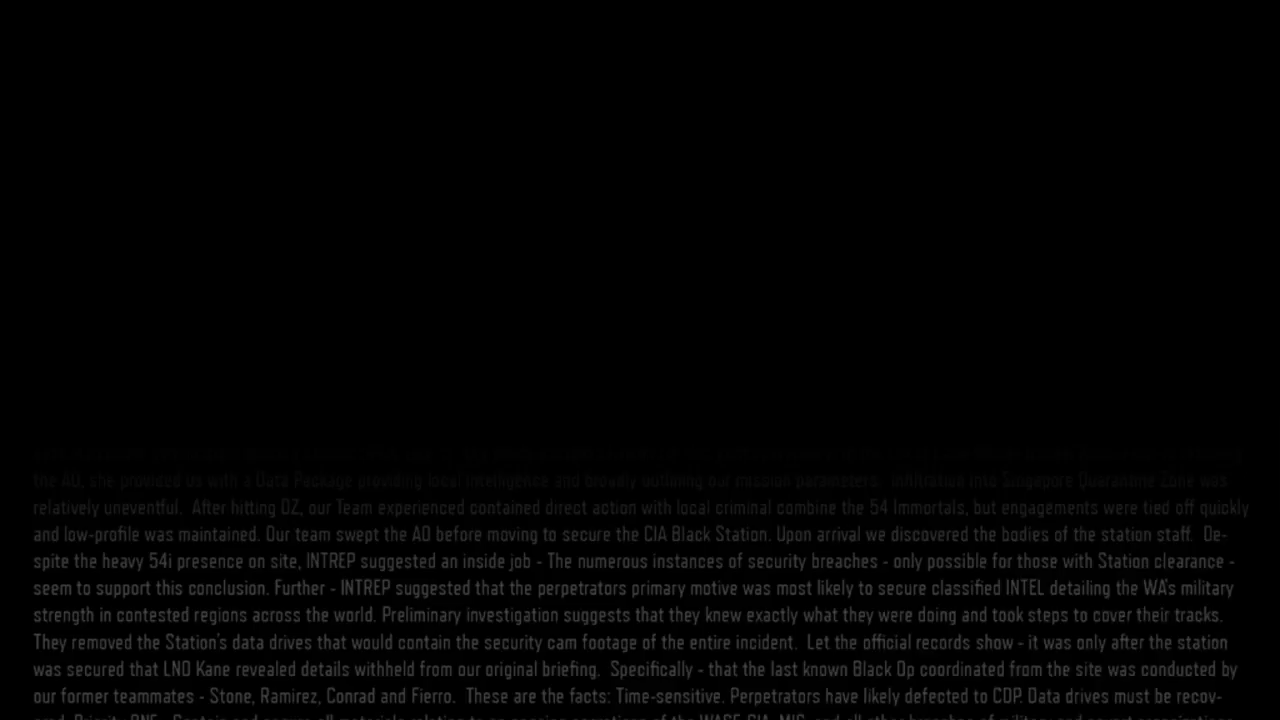 the AO, she provided us with a Data Package providing local intelligence and broadly outlining our mission parameters.  Infiltration into Singapore Quarantine Zone was
relatively uneventful.  After hitting DZ, our Team experienced contained direct action with local criminal combine the 54 Immortals, but engagements were tied off quickly
and low-profile was maintained. Our team swept the AO before moving to secure the CIA Black Station. Upon arrival we discovered the bodies of the station staff.  De-
spite the heavy 54i presence on site, INTREP suggested an inside job - The numerous instances of security breaches - only possible for those with Station clearance -
seem to support this conclusion. Further - INTREP suggested that the perpetrators primary motive was most likely to secure classified INTEL detailing the WA's military
strength in contested regions across the world. Preliminary investigation suggests that they knew exactly what they were doing and took steps to cover their tracks.
They removed the Station's data drives that would contain the security cam footage of the entire incident.  Let the official records show - it was only after the station
was secured that LNO Kane revealed details withheld from our original briefing.  Specifically - that the last known Black Op coordinated from the site was conducted by
our former teammates - Stone, Ramirez, Conrad and Fierro.  These are the facts: Time-sensitive. Perpetrators have likely defected to CDP. Data drives must be recov-